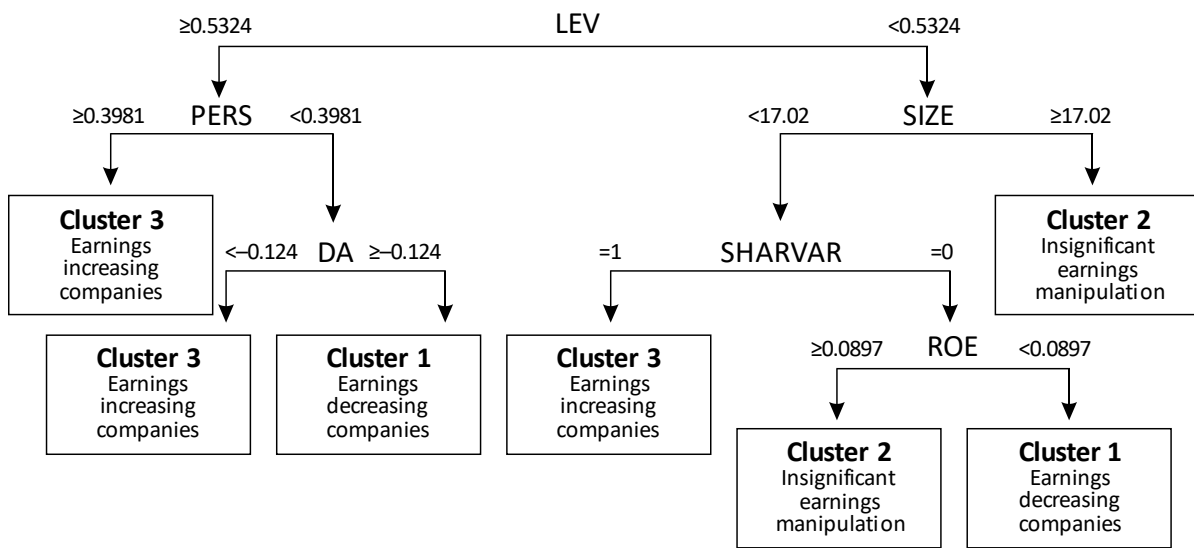 ≥0.5324 LEV <0.5324
≥0.3981 PERS <0.3981 <17.02 SIZE ≥17.02
Cluster 3
Earnings
increasing
companies
Cluster 2
Insignificant
earnings
manipulation
<–0.124 DA ≥–0.124 =1 SHARVAR =0
Cluster 3
Earnings
increasing
companies
Cluster 1
Earnings
decreasing
companies
Cluster 3
Earnings
increasing
companies
≥0.0897 ROE <0.0897
Cluster 2
Insignificant
earnings
manipulation
Cluster 1
Earnings
decreasing
companies